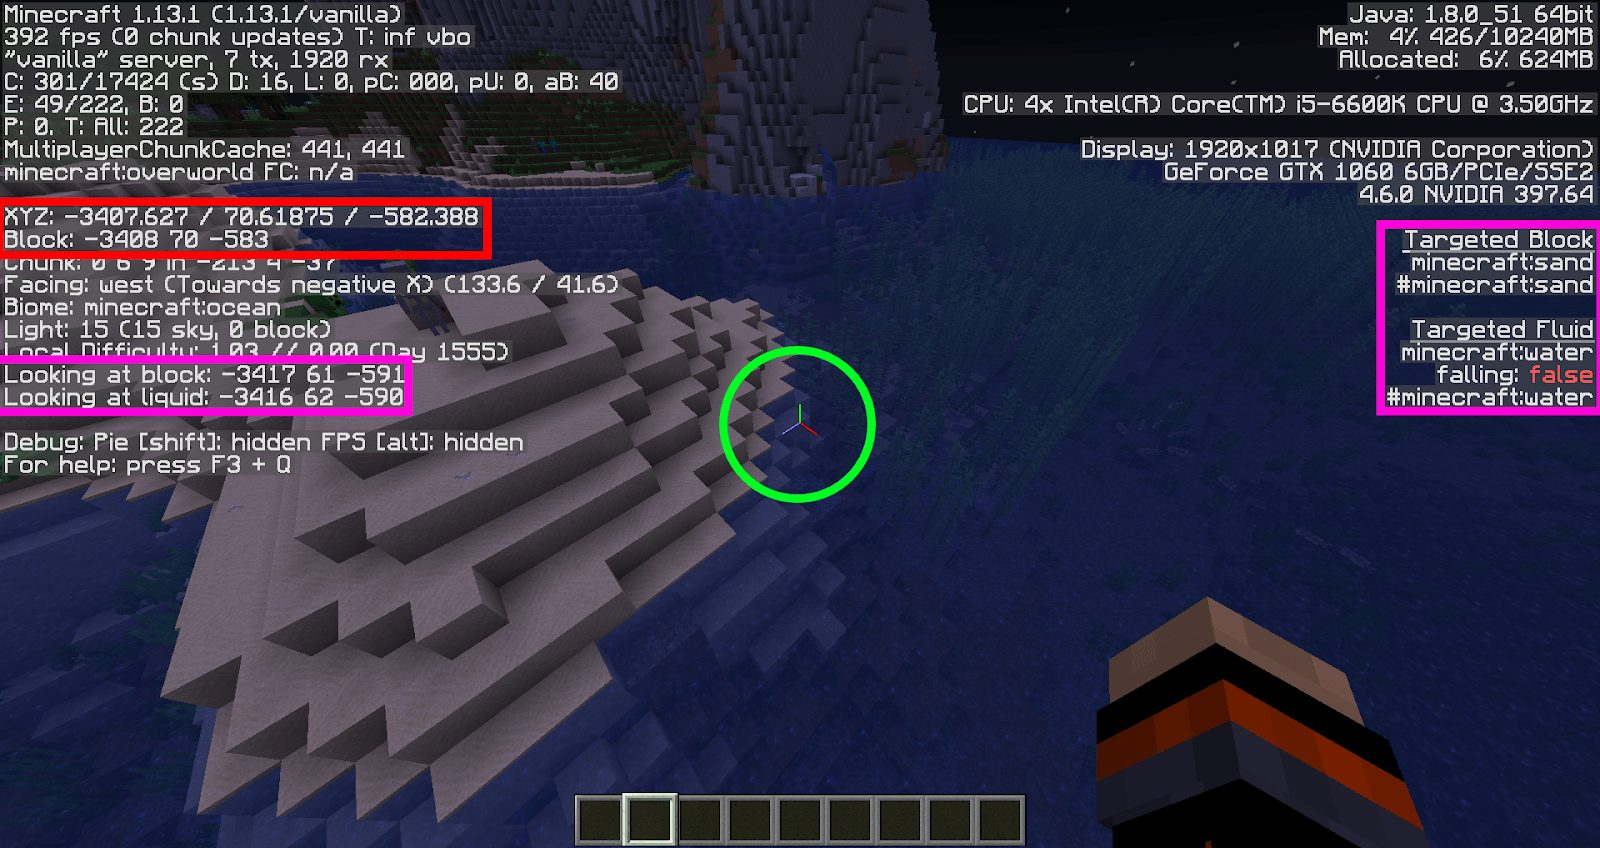 Minecraft 1.13.1 (1.13.1/vanilla)
392 fps (0 chunk updates) T: inf vbo
"vanilla" server, 7 tx, 1920 rx
C: 301/17424 (s) D: 16, L: 0, pC: 000, pU: 0, aB: 40
E: 49/222, B: 0
P: 0. T: All: 222
MultiplayerChunkCache: 441, 441
minecraft:overworld FC: n/a
XYZ: -3407.627 / 70.61875 / -582.388
Block: -3408 70 -583
Chunk: 0 6 9 in -213 4 -37
Facing: west (Towards negative X) (133.6 / 41.6)
Biome: minecraft:ocean
Light: 15 (15 sky, 0 block)
Local Difficulty: 1.03 // 0.00 (Day 1555)
Looking at block: -3417 61 -591
Looking at liquid: -3416 62 -590
Debug: Pie [shift]: hidden FPS [alt]: hidden
For help: press F3 + Q
Java: 1.8.0_51 64bit
Mem: 4% 426/10240MB
Allocated: 6% 624MB
CPU: 4x Intel(R) Core(TM) i5-6600K CPU @ 3.50GHz
Display: 1920x1017 (NVIDIA Corporation)
GeForce GTX 1060 6GB/PCIe/SSE2
4.6.0 NVIDIA 397.64
Targeted Block
minecraft:sand
#minecraft:sand
Targeted Fluid
minecraft:water
falling: false
#minecraft:water